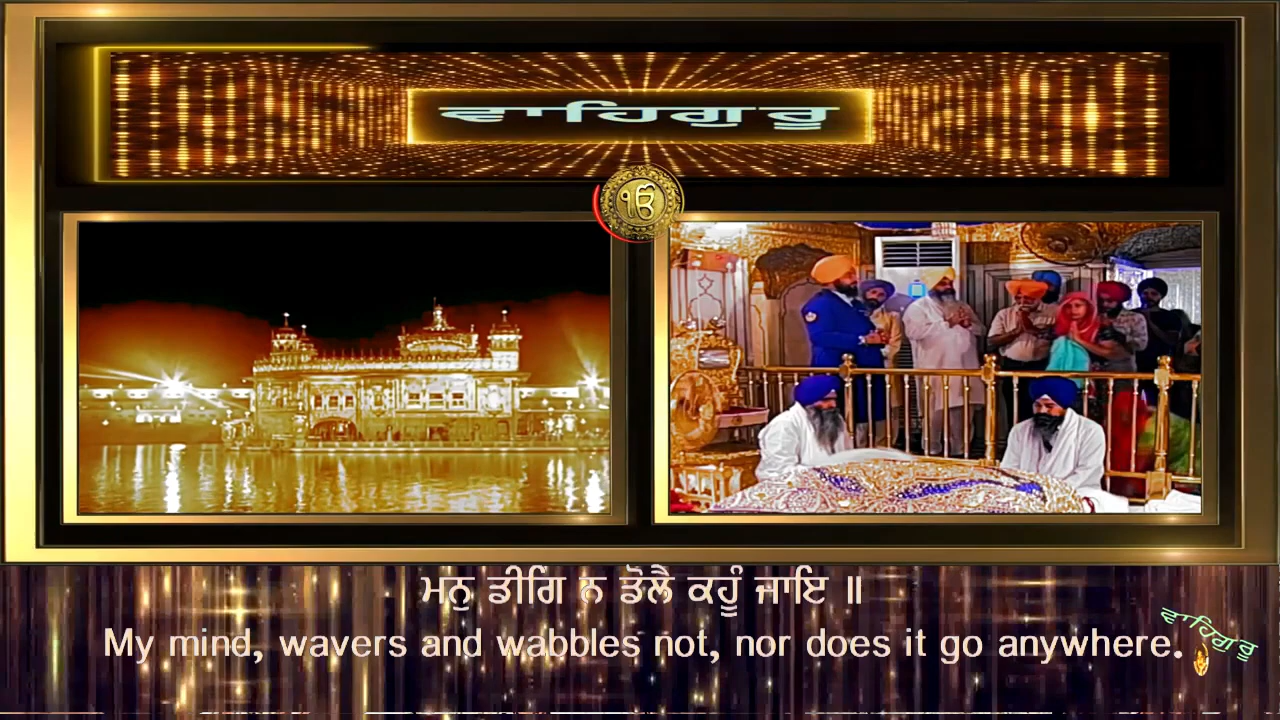 ਵਾਹਿਗੁਰੂ
ੴ
ਮਨੁ ਡੀਗਿ ਨ ਡੋਲੈ ਕਹੂੰ ਜਾਇ ॥
My mind, wavers and wabbles not, nor does it go anywhere.
ਵਾਹਿਗੁਰੂ